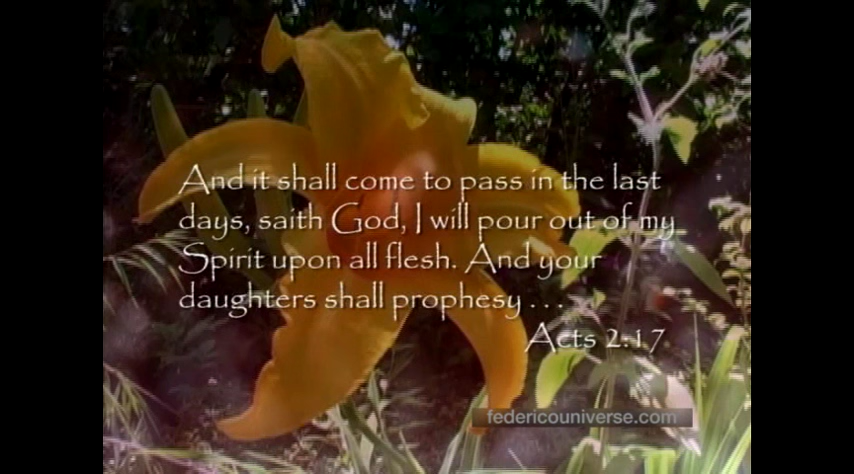 And it shall come to pass in the last
days, saith God, I will pour out of my
Spirit upon all flesh. And your
daughters shall prophesy . . .
Acts 2:17
federicouniverse.com